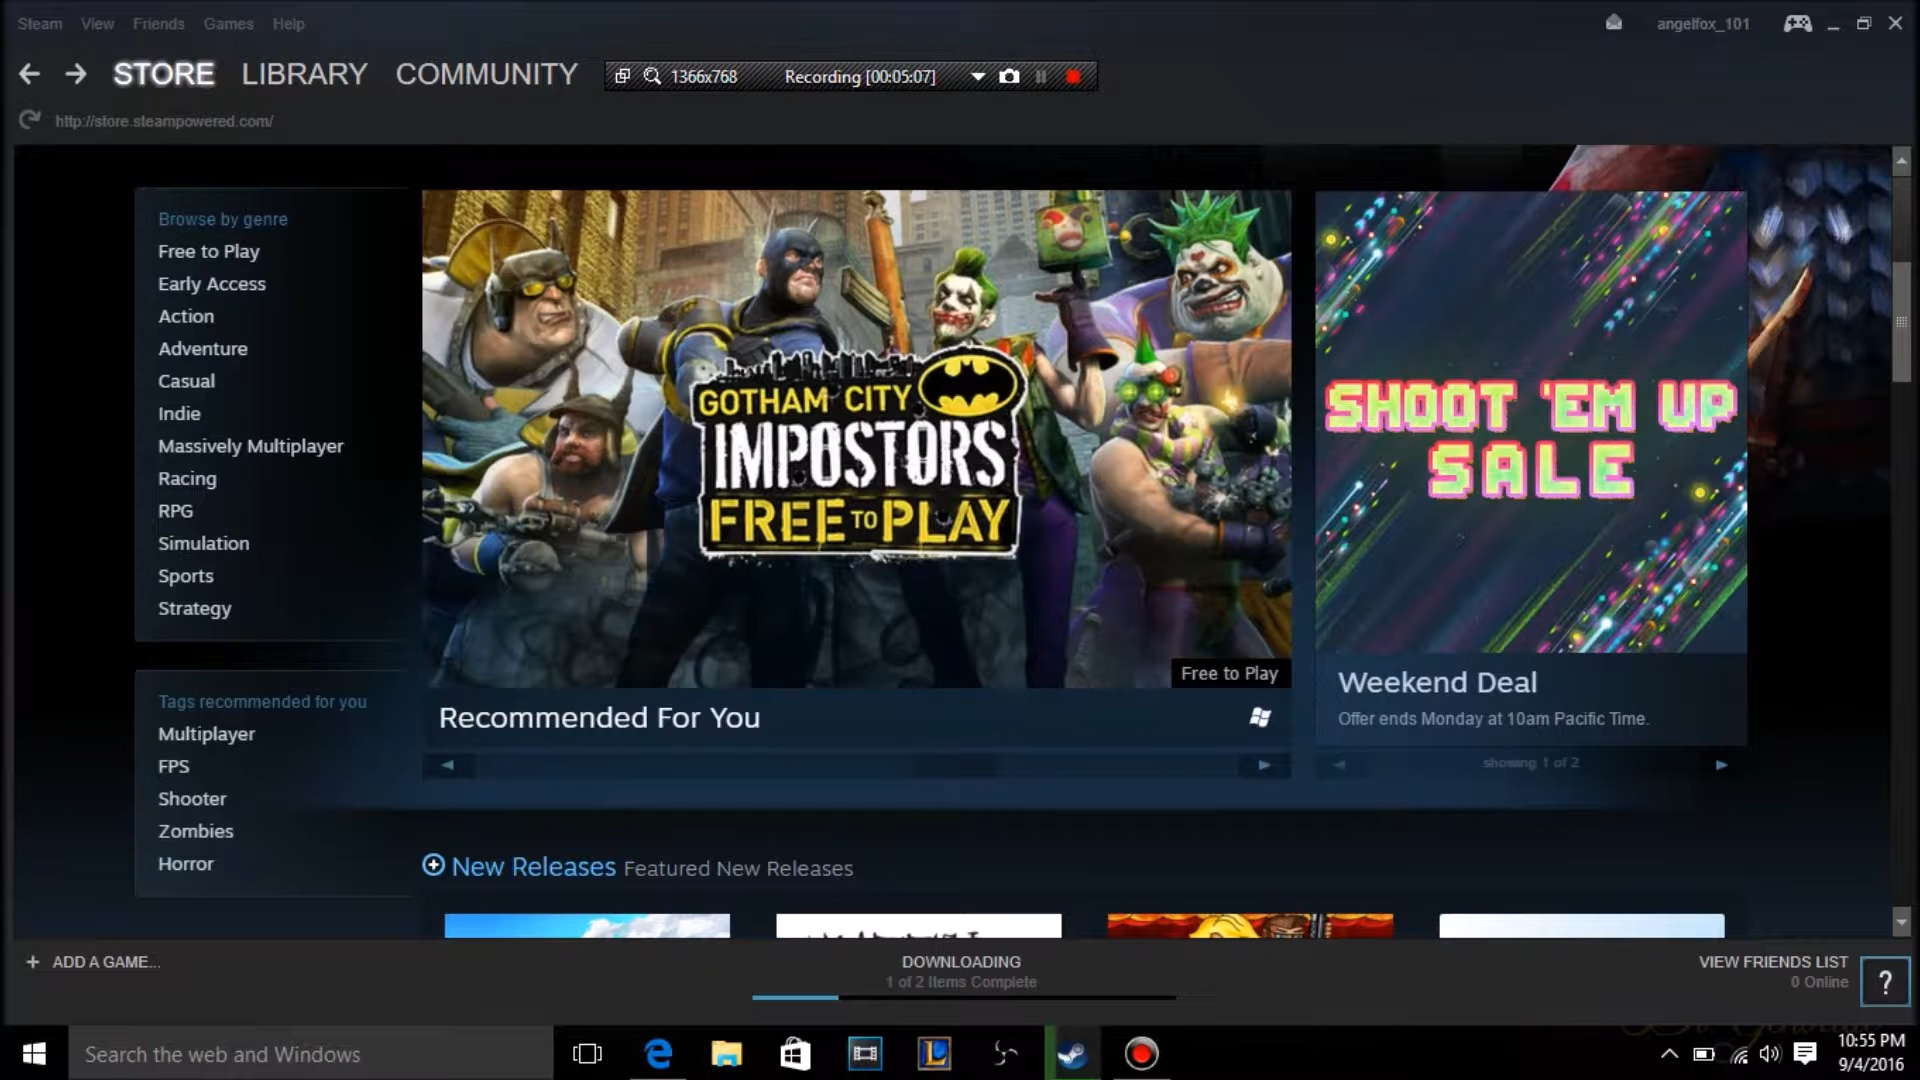 Steam View Friends Games Help
angelfox_101
STORE LIBRARY COMMUNITY
1366x768 Recording [00:05:07]
http://store.steampowered.com/
Browse by genre
Free to Play
Early Access
Action
Adventure
Casual
Indie
Massively Multiplayer
Racing
RPG
Simulation
Sports
Strategy
Tags recommended for you
Multiplayer
FPS
Shooter
Zombies
Horror
GOTHAM CITY
IMPOSTORS
FREE TO PLAY
Free to Play
Recommended For You
SHOOT 'EM UP
SALE
Weekend Deal
Offer ends Monday at 10am Pacific Time.
showing 1 of 2
New Releases Featured New Releases
+ ADD A GAME...
DOWNLOADING
1 of 2 Items Complete
VIEW FRIENDS LIST
0 Online
?
Search the web and Windows
10:55 PM
9/4/2016